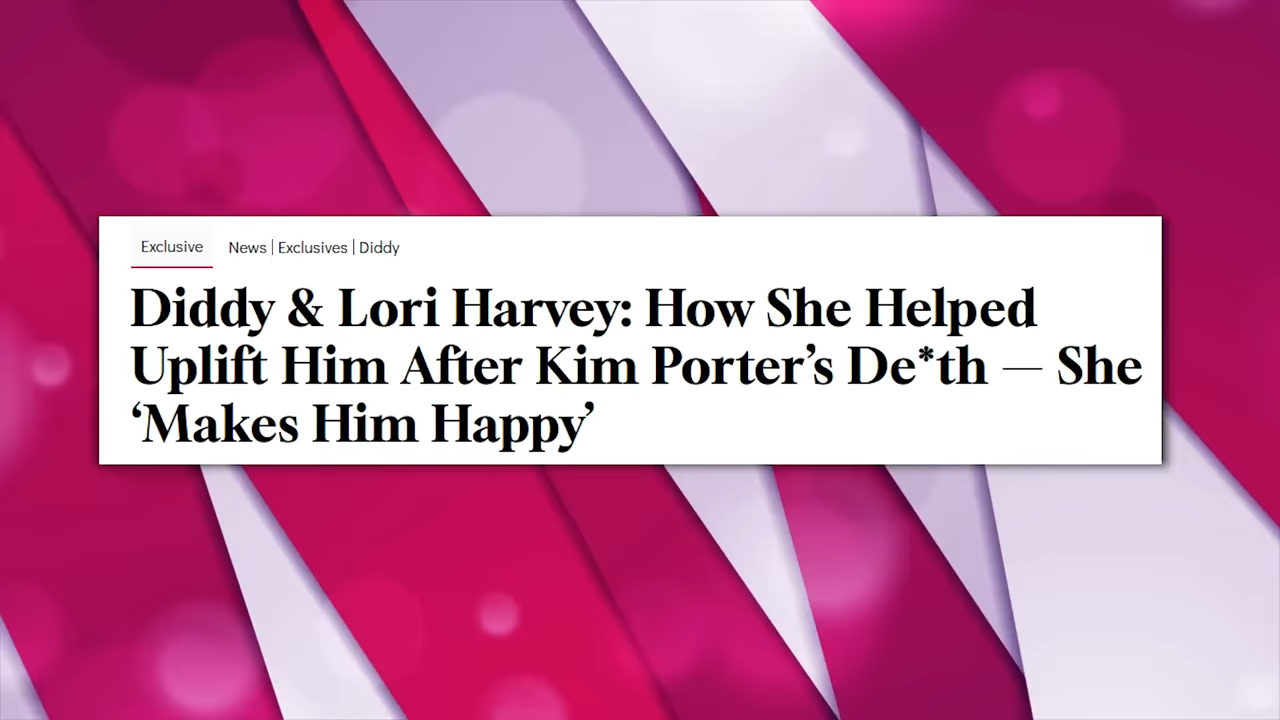 Exclusive News | Exclusives | Diddy
Diddy & Lori Harvey: How She Helped
Uplift Him After Kim Porter’s De*th — She
‘Makes Him Happy’